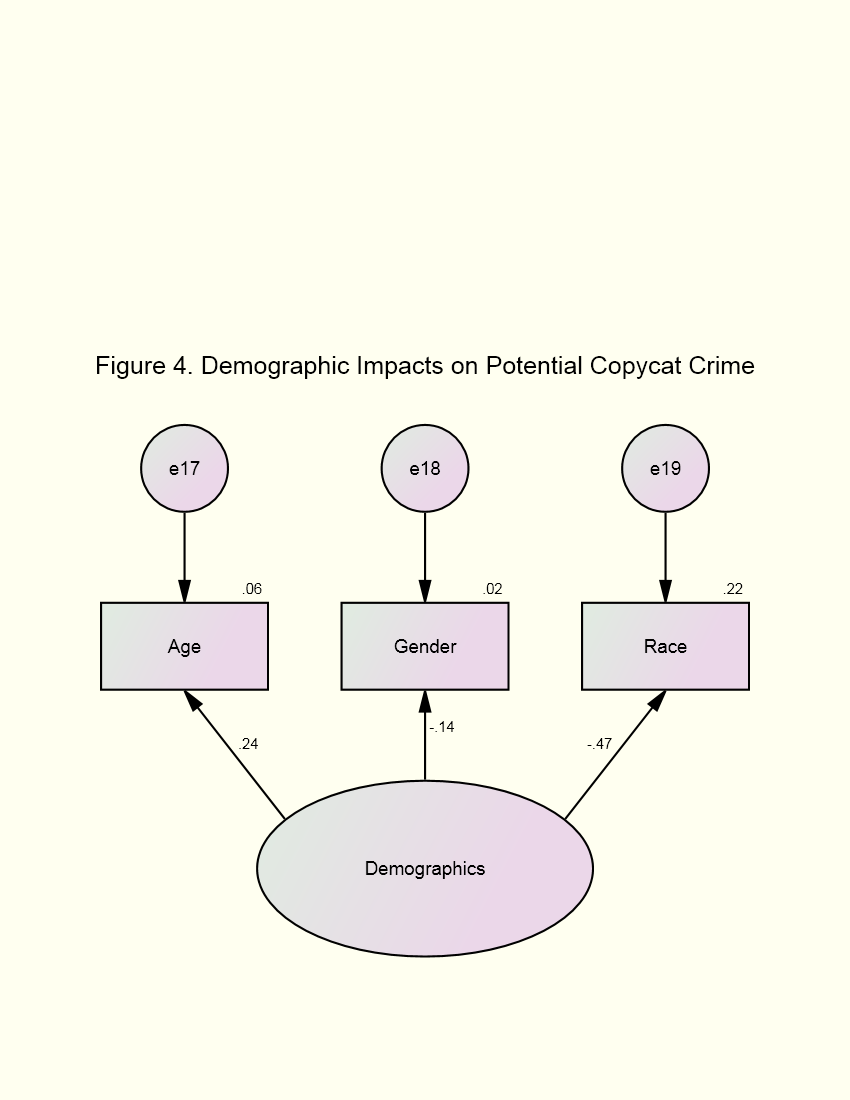 Figure 4. Demographic Impacts on Potential Copycat Crime
e17
e18
e19
.06
.02
.22
Age
Gender
Race
.24
-.14
-.47
Demographics